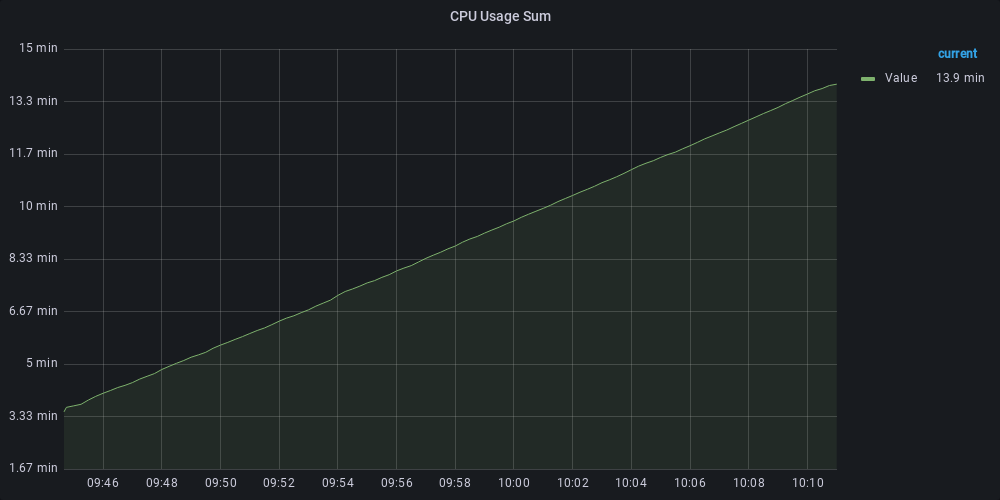 CPU Usage Sum
15 min
13.3 min
11.7 min
10 min
8.33 min
6.67 min
5 min
3.33 min
1.67 min
09:46 09:48 09:50 09:52 09:54 09:56 09:58 10:00 10:02 10:04 10:06 10:08 10:10
current
Value 13.9 min